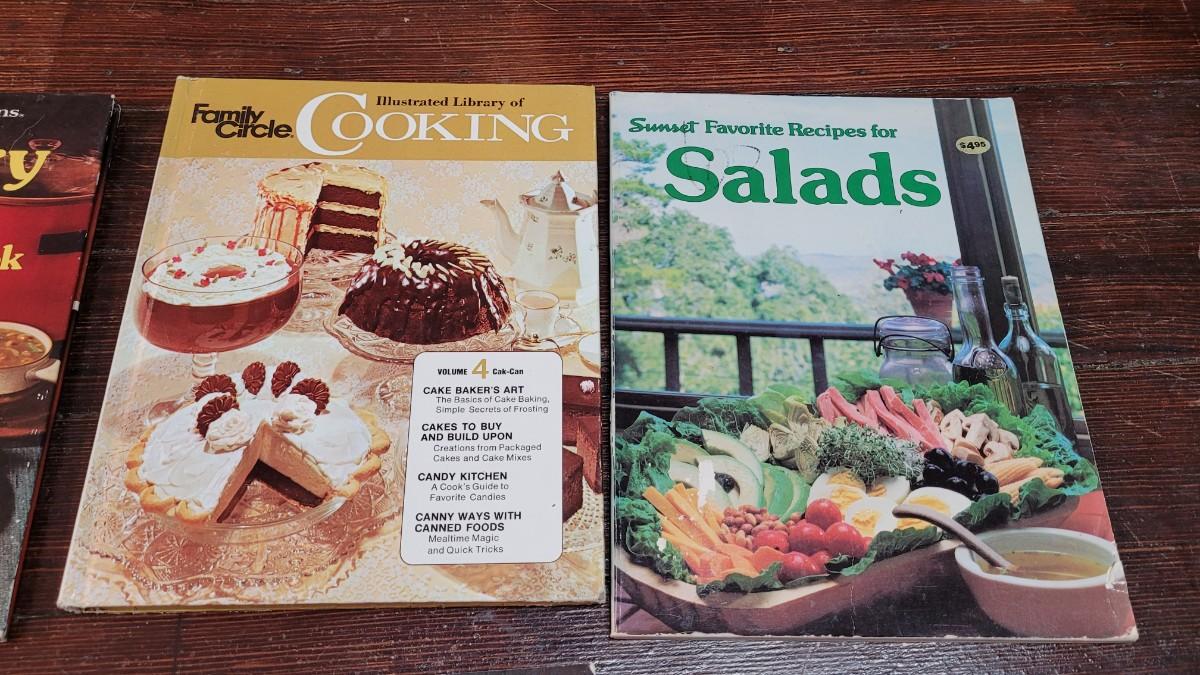 ns
y
k
Family
Circle®
Illustrated Library of
COOKING
VOLUME 4 Cak-Can
CAKE BAKER'S ART
The Basics of Cake Baking,
Simple Secrets of Frosting
CAKES TO BUY
AND BUILD UPON
Creations from Packaged
Cakes and Cake Mixes
CANDY KITCHEN
A Cook's Guide to
Favorite Candies
CANNY WAYS WITH
CANNED FOODS
Mealtime Magic
and Quick Tricks
Sunset Favorite Recipes for
Salads
$4.95